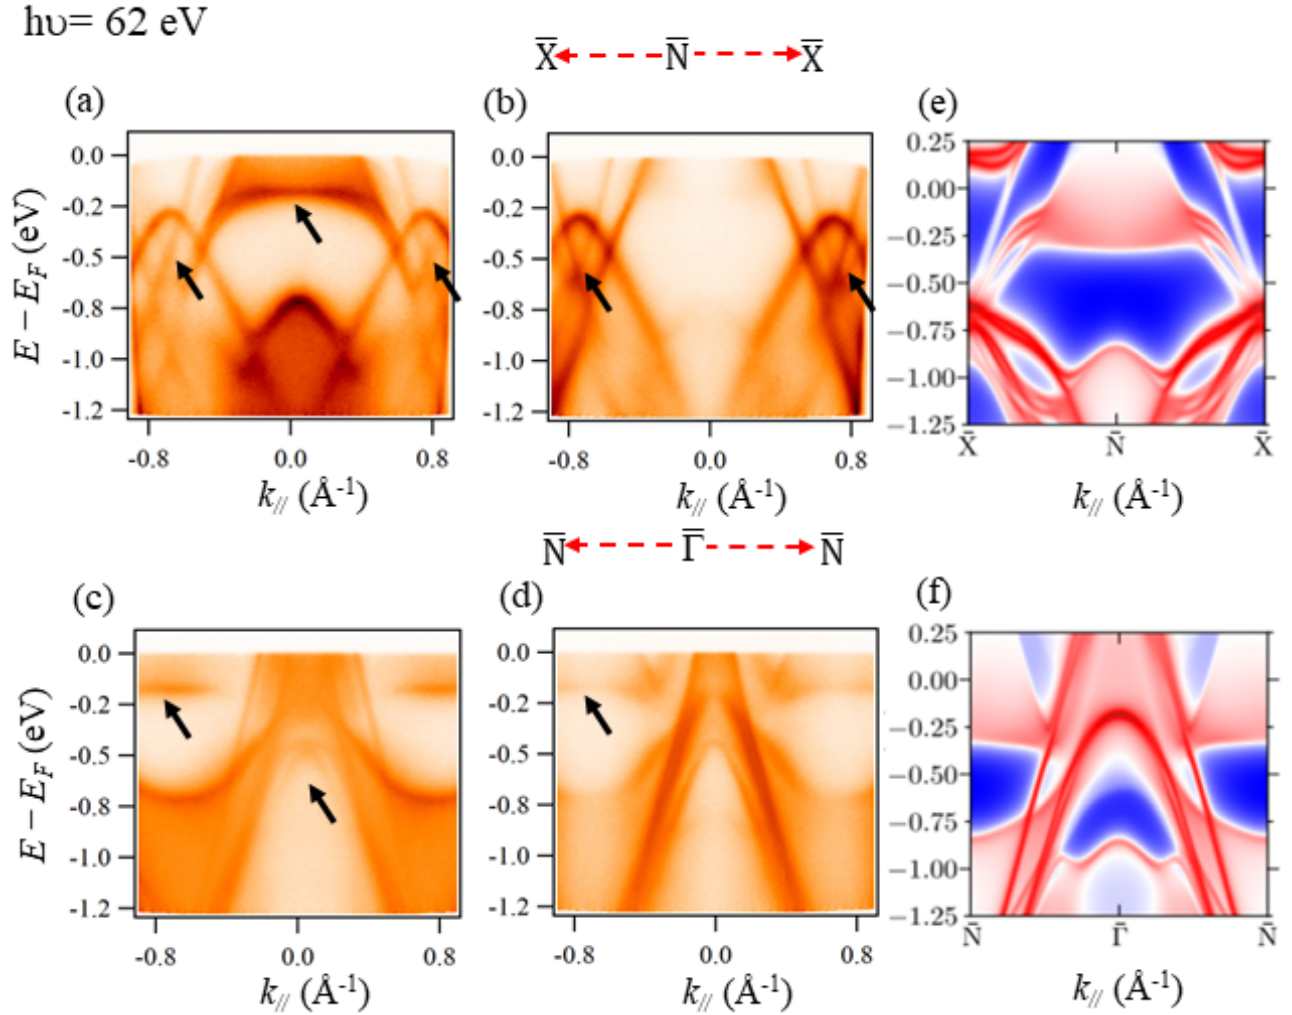 hυ= 62 eV
X̅ N̅ X̅
(a) (b) (e)
0.0
-0.2
-0.5
-0.8
-1.0
-1.2
E − E_F (eV)
-0.8 0.0 0.8
k_// (Å⁻¹)
0.0
-0.2
-0.5
-0.8
-1.0
-1.2
-0.8 0.0 0.8
k_// (Å⁻¹)
0.25
0.00
−0.25
−0.50
−0.75
−1.00
−1.25
X̅ N̅ X̅
k_// (Å⁻¹)
N̅ Γ̅ N̅
(c) (d) (f)
0.0
-0.2
-0.5
-0.8
-1.0
-1.2
E − E_F (eV)
-0.8 0.0 0.8
k_// (Å⁻¹)
0.0
-0.2
-0.5
-0.8
-1.0
-1.2
-0.8 0.0 0.8
k_// (Å⁻¹)
0.25
0.00
−0.25
−0.50
−0.75
−1.00
−1.25
N̅ Γ̅ N̅
k_// (Å⁻¹)